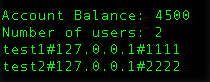 Account Balance: 4500
Number of users: 2
test1#127.0.0.1#1111
test2#127.0.0.1#2222